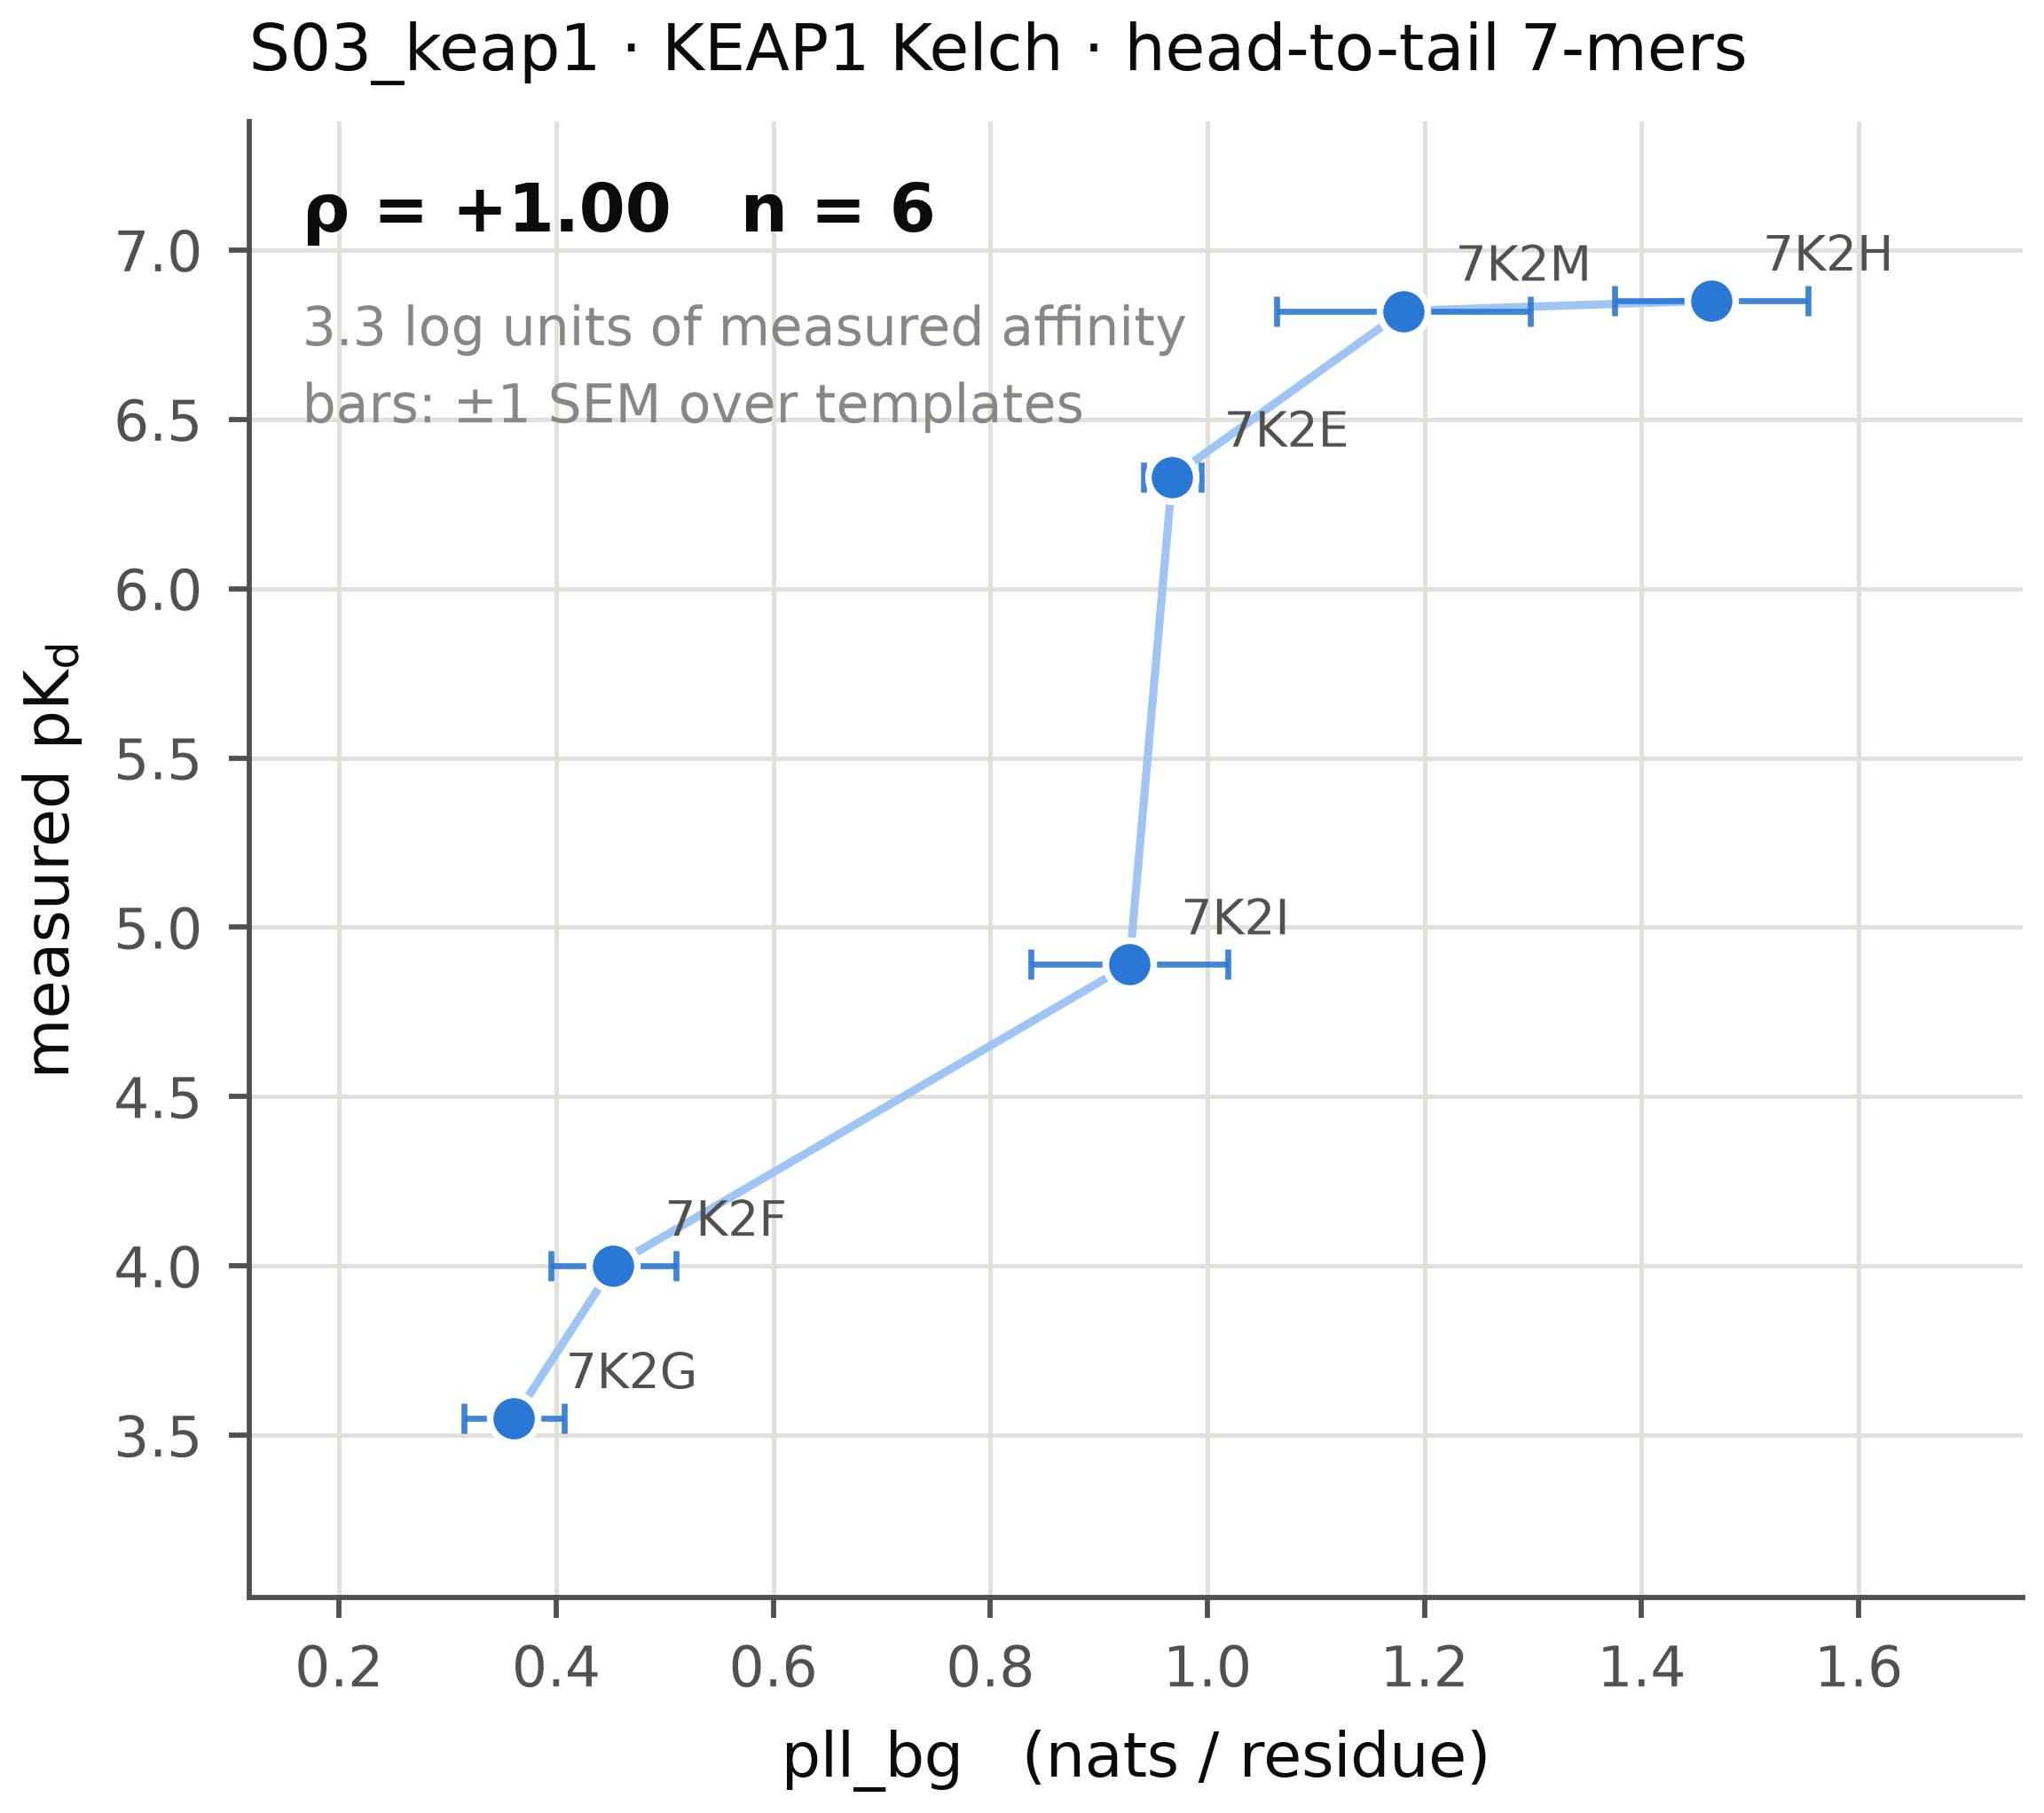 S03_keap1 · KEAP1 Kelch · head-to-tail 7-mers
ρ = +1.00 n = 6
3.3 log units of measured affinity
bars: ±1 SEM over templates
7K2H
7K2M
7K2E
7K2I
7K2F
7K2G
measured pKd
7.0
6.5
6.0
5.5
5.0
4.5
4.0
3.5
0.2 0.4 0.6 0.8 1.0 1.2 1.4 1.6
pll_bg (nats / residue)